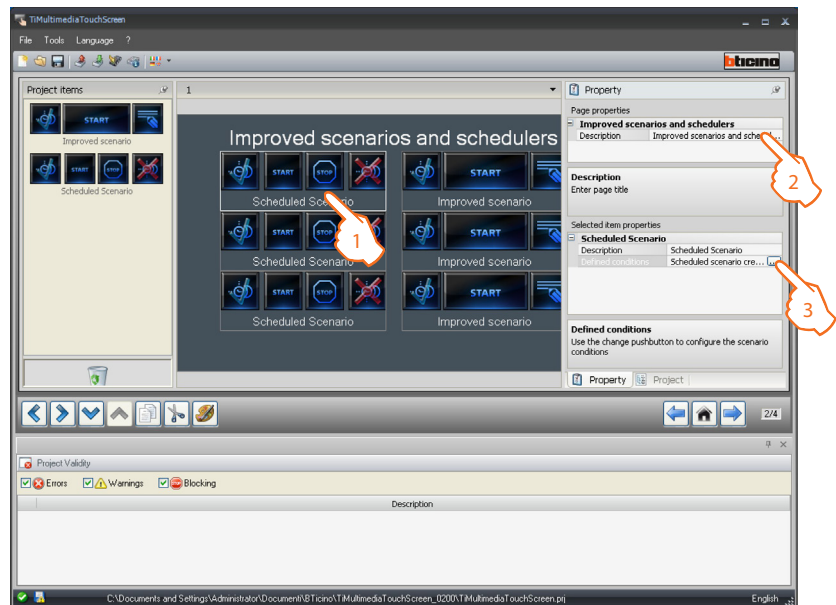 TiMultimediaTouchScreen
File Tools Language ?
bticino
Project items
START
Improved scenario
START STOP
Scheduled Scenario
1
Improved scenarios and schedulers
START STOP START
Scheduled Scenario Improved scenario
START STOP START
Scheduled Scenario Improved scenario
START STOP START
Scheduled Scenario Improved scenario
1
Property
Page properties
Improved scenarios and schedulers
Description Improved scenarios and sched...
Description
Enter page title
2
Selected item properties
Scheduled Scenario
Description Scheduled Scenario
Defined conditions Scheduled scenario cre... ...
3
Defined conditions
Use the change pushbutton to configure the scenario
conditions
Property Project
2/4
Project Validity
Errors Warnings Blocking
Description
C:\Documents and Settings\Administrator\Documenti\BTicino\TiMultimediaTouchScreen_0200\TiMultimediaTouchScreen.prj English